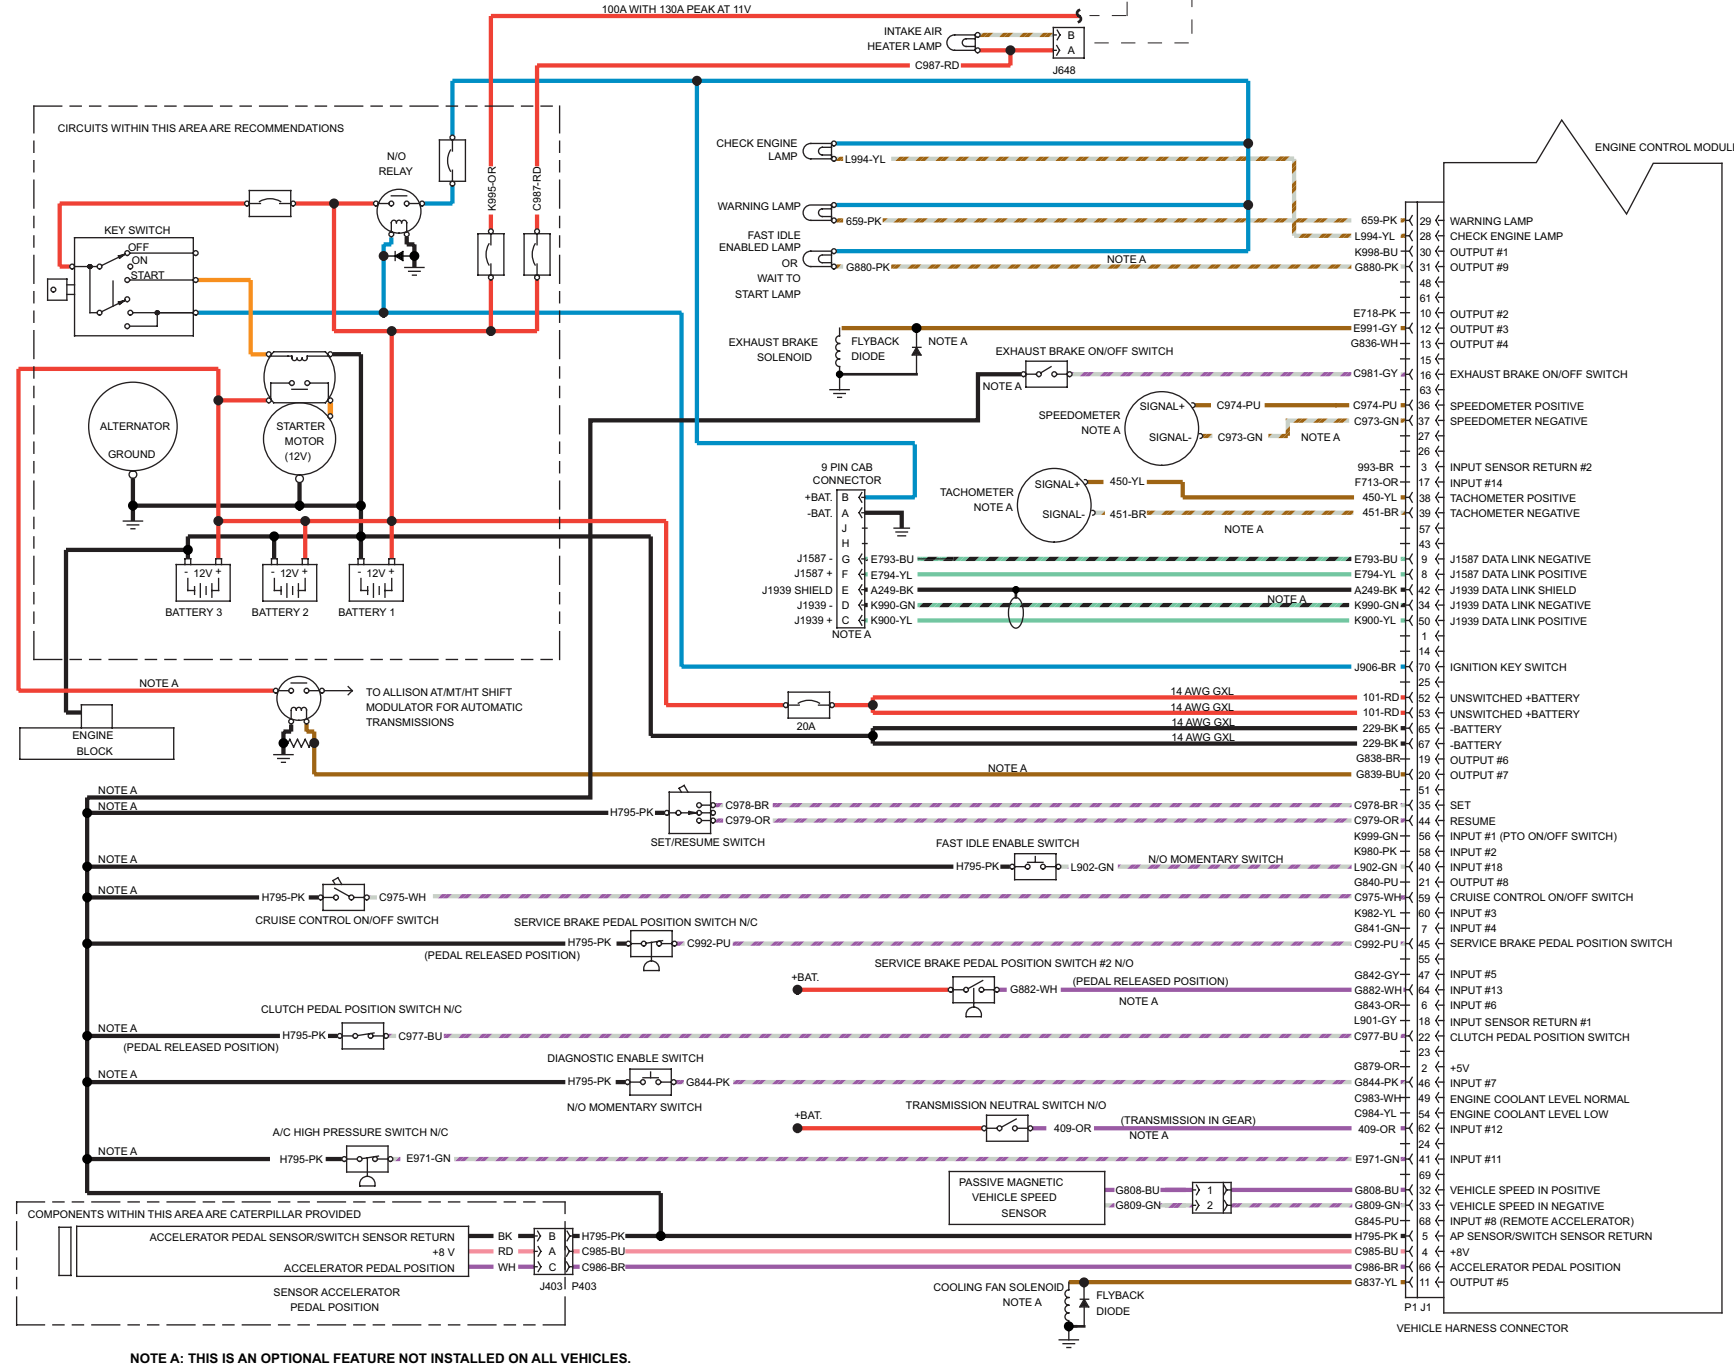 100A WITH 130A PEAK AT 11V
INTAKE AIR
HEATER LAMP
B
A
J648
C987-RD
CIRCUITS WITHIN THIS AREA ARE RECOMMENDATIONS
N/O
RELAY
K995-OR
C987-RD
KEY SWITCH
OFF
ON
START
ALTERNATOR
GROUND
STARTER
MOTOR
(12V)
- 12V +
- 12V +
- 12V +
BATTERY 3
BATTERY 2
BATTERY 1
NOTE A
TO ALLISON AT/MT/HT SHIFT
MODULATOR FOR AUTOMATIC
TRANSMISSIONS
ENGINE
BLOCK
CHECK ENGINE
LAMP
L994-YL
WARNING LAMP
659-PK
FAST IDLE
ENABLED LAMP
OR
WAIT TO
START LAMP
G880-PK
NOTE A
EXHAUST BRAKE
SOLENOID
FLYBACK
DIODE
NOTE A
EXHAUST BRAKE ON/OFF SWITCH
NOTE A
SPEEDOMETER
NOTE A
SIGNAL+
SIGNAL-
C974-PU
C973-GN
NOTE A
TACHOMETER
NOTE A
SIGNAL+
SIGNAL-
450-YL
451-BR
NOTE A
9 PIN CAB
CONNECTOR
+BAT. B
-BAT. A
J
H
J1587 - G E793-BU
J1587 + F E794-YL
J1939 SHIELD E A249-BK
J1939 - D K990-GN
J1939 + C K900-YL
NOTE A
NOTE A
20A
14 AWG GXL
14 AWG GXL
14 AWG GXL
14 AWG GXL
NOTE A
NOTE A
NOTE A
H795-PK
C978-BR
C979-OR
SET/RESUME SWITCH
FAST IDLE ENABLE SWITCH
NOTE A
H795-PK
L902-GN
N/O MOMENTARY SWITCH
NOTE A
H795-PK
C975-WH
CRUISE CONTROL ON/OFF SWITCH
SERVICE BRAKE PEDAL POSITION SWITCH N/C
H795-PK
C992-PU
(PEDAL RELEASED POSITION)
SERVICE BRAKE PEDAL POSITION SWITCH #2 N/O
+BAT.
G882-WH
(PEDAL RELEASED POSITION)
NOTE A
CLUTCH PEDAL POSITION SWITCH N/C
NOTE A
H795-PK
C977-BU
(PEDAL RELEASED POSITION)
DIAGNOSTIC ENABLE SWITCH
NOTE A
H795-PK
G844-PK
N/O MOMENTARY SWITCH
TRANSMISSION NEUTRAL SWITCH N/O
+BAT.
409-OR
(TRANSMISSION IN GEAR)
NOTE A
A/C HIGH PRESSURE SWITCH N/C
NOTE A
H795-PK
E971-GN
PASSIVE MAGNETIC
VEHICLE SPEED
SENSOR
G808-BU
G809-GN
1
2
COMPONENTS WITHIN THIS AREA ARE CATERPILLAR PROVIDED
ACCELERATOR PEDAL SENSOR/SWITCH SENSOR RETURN BK B H795-PK
+8 V RD A C985-BU
ACCELERATOR PEDAL POSITION WH C C986-BR
J403 P403
SENSOR ACCELERATOR
PEDAL POSITION
COOLING FAN SOLENOID
NOTE A
FLYBACK
DIODE
ENGINE CONTROL MODUL
659-PK 29 WARNING LAMP
L994-YL 28 CHECK ENGINE LAMP
K998-BU 30 OUTPUT #1
G880-PK 31 OUTPUT #9
48
61
E718-PK 10 OUTPUT #2
E991-GY 12 OUTPUT #3
G836-WH 13 OUTPUT #4
15
C981-GY 16 EXHAUST BRAKE ON/OFF SWITCH
63
C974-PU 36 SPEEDOMETER POSITIVE
C973-GN 37 SPEEDOMETER NEGATIVE
27
26
993-BR 3 INPUT SENSOR RETURN #2
F713-OR 17 INPUT #14
450-YL 38 TACHOMETER POSITIVE
451-BR 39 TACHOMETER NEGATIVE
57
43
E793-BU 9 J1587 DATA LINK NEGATIVE
E794-YL 8 J1587 DATA LINK POSITIVE
A249-BK 42 J1939 DATA LINK SHIELD
K990-GN 34 J1939 DATA LINK NEGATIVE
K900-YL 50 J1939 DATA LINK POSITIVE
1
14
J906-BR 70 IGNITION KEY SWITCH
25
101-RD 52 UNSWITCHED +BATTERY
101-RD 53 UNSWITCHED +BATTERY
229-BK 65 -BATTERY
229-BK 67 -BATTERY
G838-BR 19 OUTPUT #6
G839-BU 20 OUTPUT #7
51
C978-BR 35 SET
C979-OR 44 RESUME
K999-GN 56 INPUT #1 (PTO ON/OFF SWITCH)
K980-PK 58 INPUT #2
L902-GN 40 INPUT #18
G840-PU 21 OUTPUT #8
C975-WH 59 CRUISE CONTROL ON/OFF SWITCH
K982-YL 60 INPUT #3
G841-GN 7 INPUT #4
C992-PU 45 SERVICE BRAKE PEDAL POSITION SWITCH
55
G842-GY 47 INPUT #5
G882-WH 64 INPUT #13
G843-OR 6 INPUT #6
L901-GY 18 INPUT SENSOR RETURN #1
C977-BU 22 CLUTCH PEDAL POSITION SWITCH
23
G879-OR 2 +5V
G844-PK 46 INPUT #7
C983-WH 49 ENGINE COOLANT LEVEL NORMAL
C984-YL 54 ENGINE COOLANT LEVEL LOW
409-OR 62 INPUT #12
24
E971-GN 41 INPUT #11
69
G808-BU 32 VEHICLE SPEED IN POSITIVE
G809-GN 33 VEHICLE SPEED IN NEGATIVE
G845-PU 68 INPUT #8 (REMOTE ACCELERATOR)
H795-PK 5 AP SENSOR/SWITCH SENSOR RETURN
C985-BU 4 +8V
C986-BR 66 ACCELERATOR PEDAL POSITION
G837-YL 11 OUTPUT #5
P1 J1
VEHICLE HARNESS CONNECTOR
NOTE A: THIS IS AN OPTIONAL FEATURE NOT INSTALLED ON ALL VEHICLES.